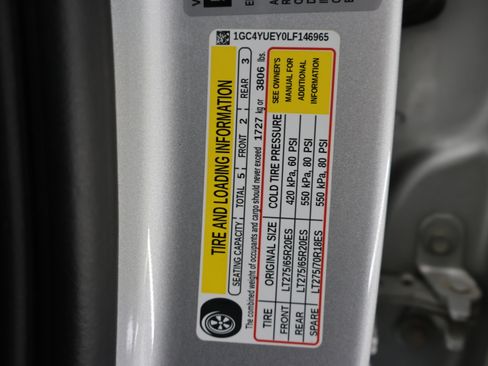 1GC4YUEY0LF146965
TIRE AND LOADING INFORMATION
SEATING CAPACITY TOTAL 5 FRONT 2 REAR 3
The combined weight of occupants and cargo should never exceed 1727 kg or 3806 lbs.
TIRE ORIGINAL SIZE COLD TIRE PRESSURE
FRONT LT275/65R20ES 420 kPa, 60 PSI
REAR LT275/65R20ES 550 kPa, 80 PSI
SPARE LT275/70R18ES 550 kPa, 80 PSI
SEE OWNER'S
MANUAL FOR
ADDITIONAL
INFORMATION